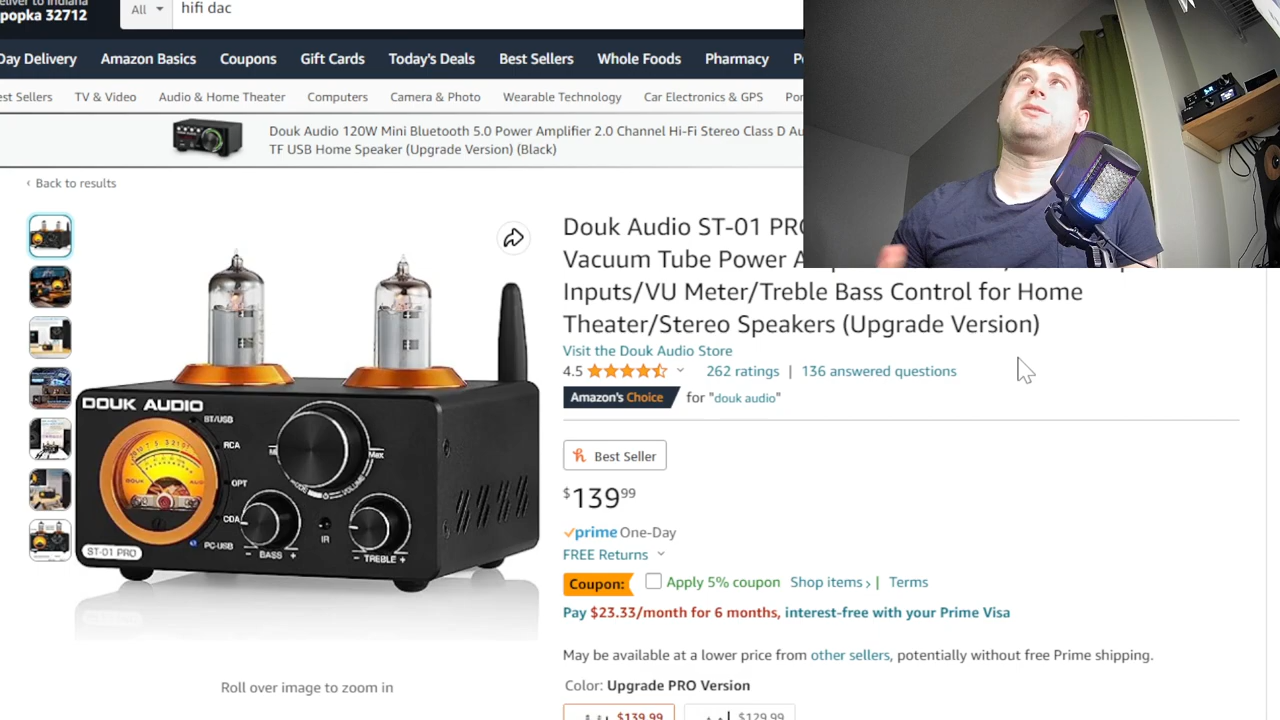 Indiana
popka 32712
All
hifi dac
Day Delivery
Amazon Basics
Coupons
Gift Cards
Today's Deals
Best Sellers
Whole Foods
Pharmacy
P
est Sellers
TV & Video
Audio & Home Theater
Computers
Camera & Photo
Wearable Technology
Car Electronics & GPS
Por
Douk Audio 120W Mini Bluetooth 5.0 Power Amplifier 2.0 Channel Hi-Fi Stereo Class D Au
TF USB Home Speaker (Upgrade Version) (Black)
‹ Back to results
Douk Audio ST-01 PRO
Vacuum Tube Power A
Inputs/VU Meter/Treble Bass Control for Home
Theater/Stereo Speakers (Upgrade Version)
Visit the Douk Audio Store
4.5
262 ratings | 136 answered questions
Amazon's Choice for "douk audio"
Best Seller
$139.99
prime One-Day
FREE Returns
Coupon: Apply 5% coupon Shop items › | Terms
Pay $23.33/month for 6 months, interest-free with your Prime Visa
May be available at a lower price from other sellers, potentially without free Prime shipping.
Color: Upgrade PRO Version
$139.99
$129.99
DOUK AUDIO
BT/USB
RCA
OPT
COA
PC-USB
Max
VOLUME
BASS
- +
IR
TREBLE
- +
ST-01 PRO
Roll over image to zoom in